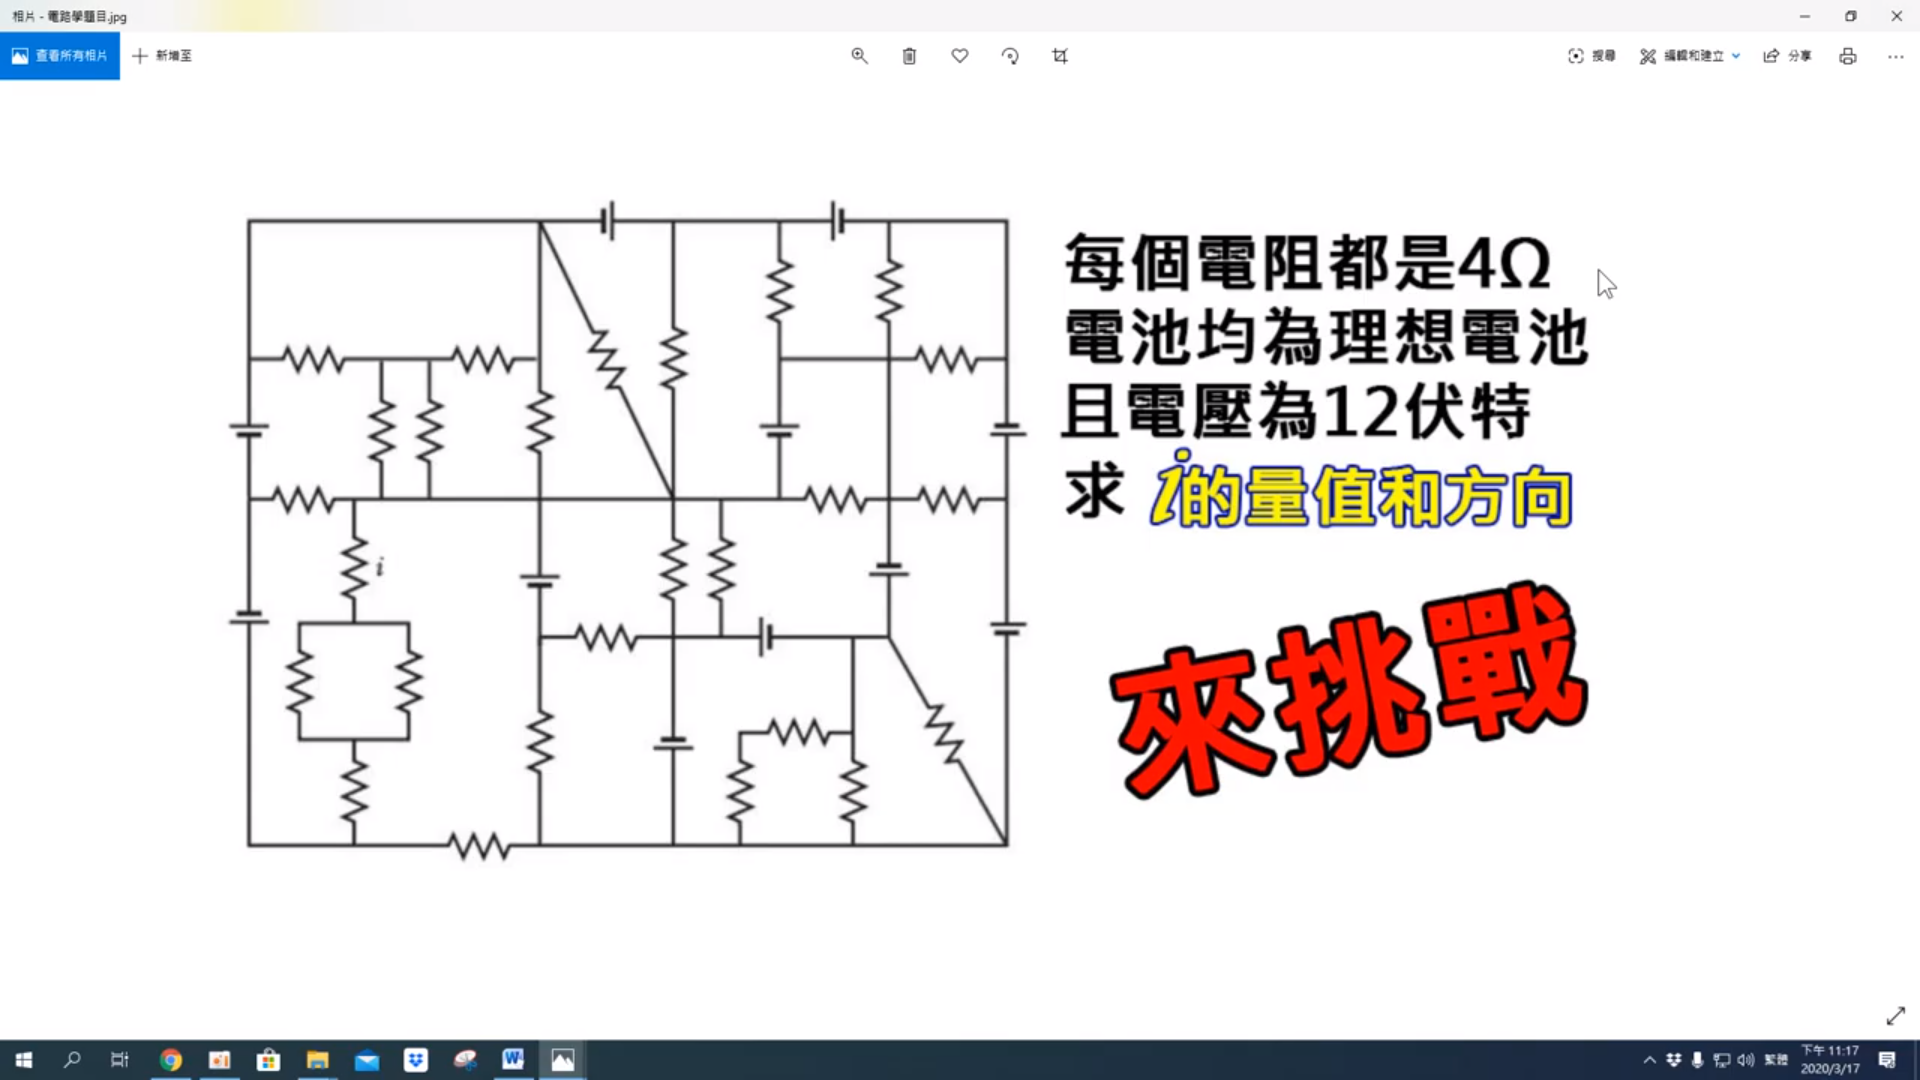 相片 - 電路學題目.jpg
查看所有相片
新增至
搜尋
編輯和建立
分享
每個電阻都是4Ω
電池均為理想電池
且電壓為12伏特
求 i的量值和方向
i
來挑戰
繁體
下午 11:17
2020/3/17